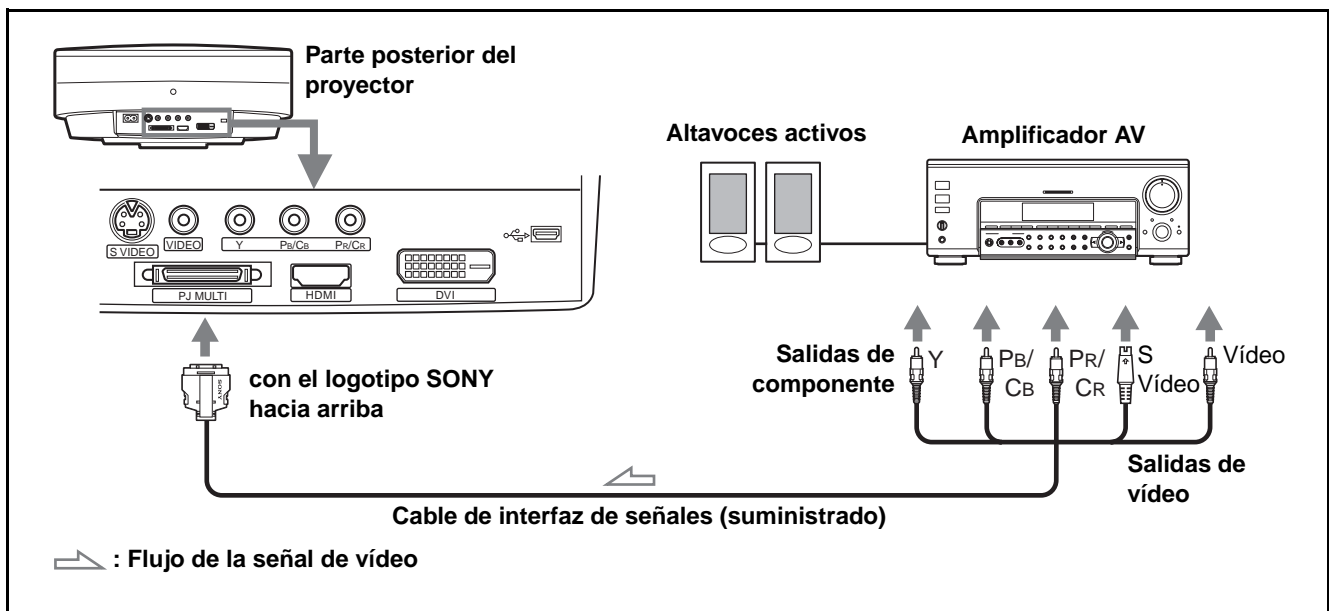 Parte posterior del
proyector
Altavoces activos
Amplificador AV
S VIDEO
VIDEO
Y
PB/CB
PR/CR
PJ MULTI
HDMI
DVI
con el logotipo SONY
hacia arriba
SONY
Salidas de
componente
Y
PB/
CB
PR/
CR
S
Vídeo
Vídeo
Salidas de
vídeo
Cable de interfaz de señales (suministrado)
: Flujo de la señal de vídeo